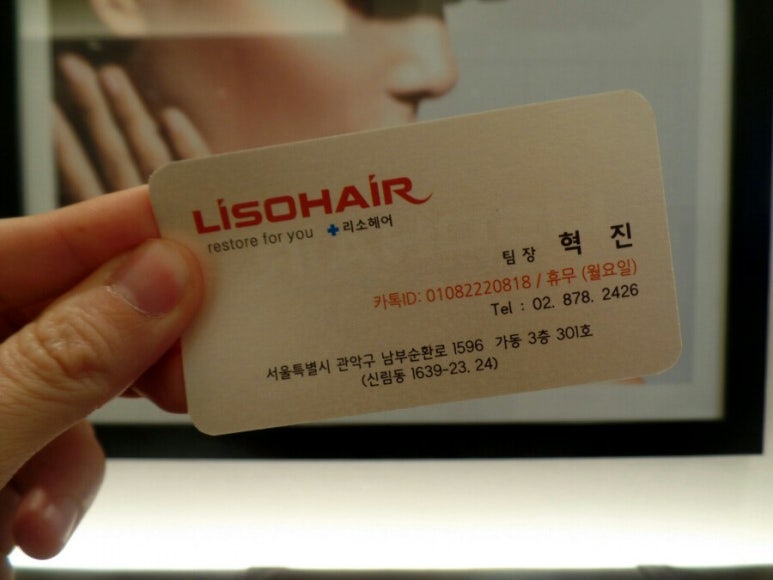 LiSOHAIR
restore for you +리소헤어
팀장 혁 진
카톡ID: 01082220818 / 휴무 (월요일)
Tel : 02. 878. 2426
서울특별시 관악구 남부순환로 1596 가동 3층 301호
(신림동 1639-23. 24)